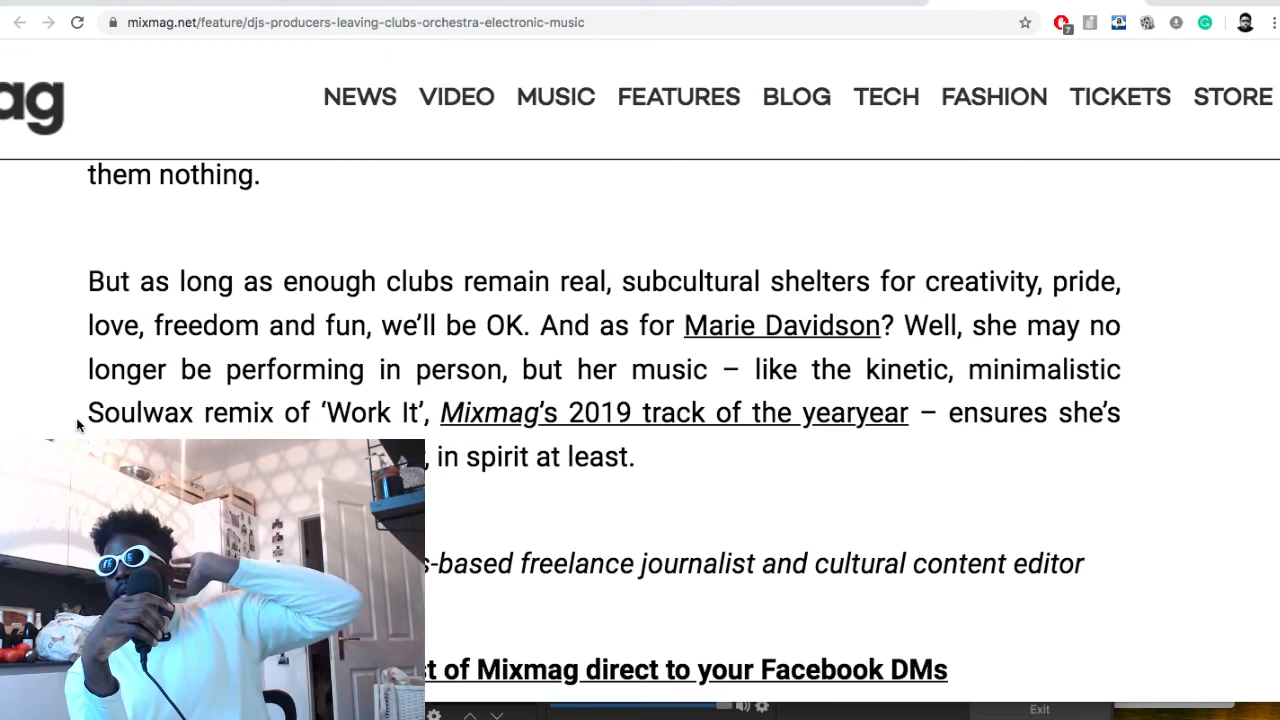 mixmag.net/feature/djs-producers-leaving-clubs-orchestra-electronic-music
7
ag
NEWS VIDEO MUSIC FEATURES BLOG TECH FASHION TICKETS STORE
them nothing.
But as long as enough clubs remain real, subcultural shelters for creativity, pride,
love, freedom and fun, we’ll be OK. And as for Marie Davidson? Well, she may no
longer be performing in person, but her music – like the kinetic, minimalistic
Soulwax remix of ‘Work It’, Mixmag’s 2019 track of the yearyear – ensures she’s
, in spirit at least.
s-based freelance journalist and cultural content editor
st of Mixmag direct to your Facebook DMs
Exit